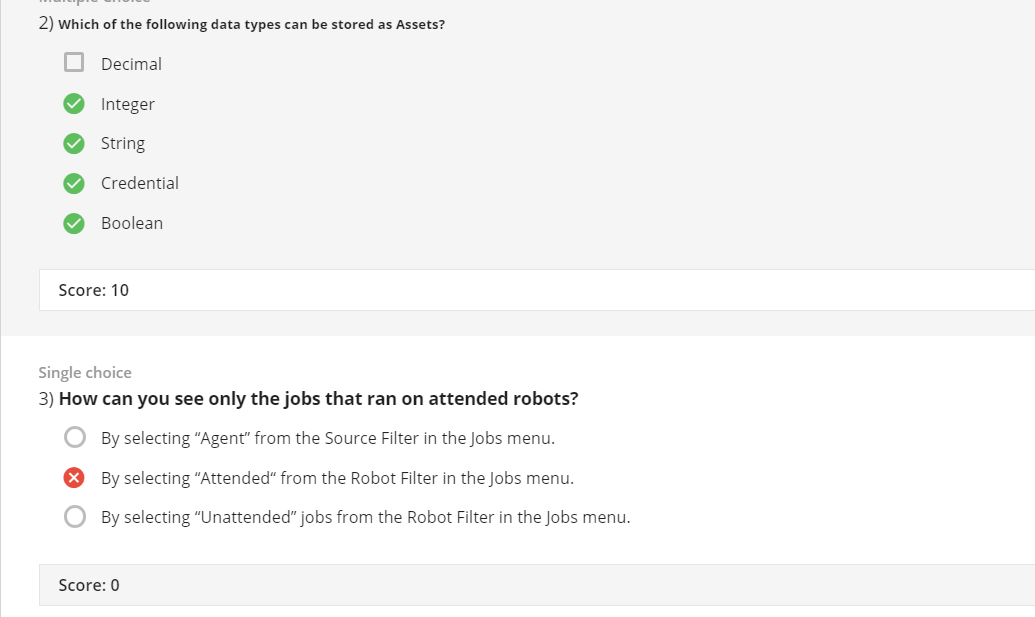 Multiple Choice
2) Which of the following data types can be stored as Assets?
Decimal
Integer
String
Credential
Boolean
Score: 10
Single choice
3) How can you see only the jobs that ran on attended robots?
By selecting “Agent” from the Source Filter in the Jobs menu.
By selecting “Attended“ from the Robot Filter in the Jobs menu.
By selecting “Unattended” jobs from the Robot Filter in the Jobs menu.
Score: 0